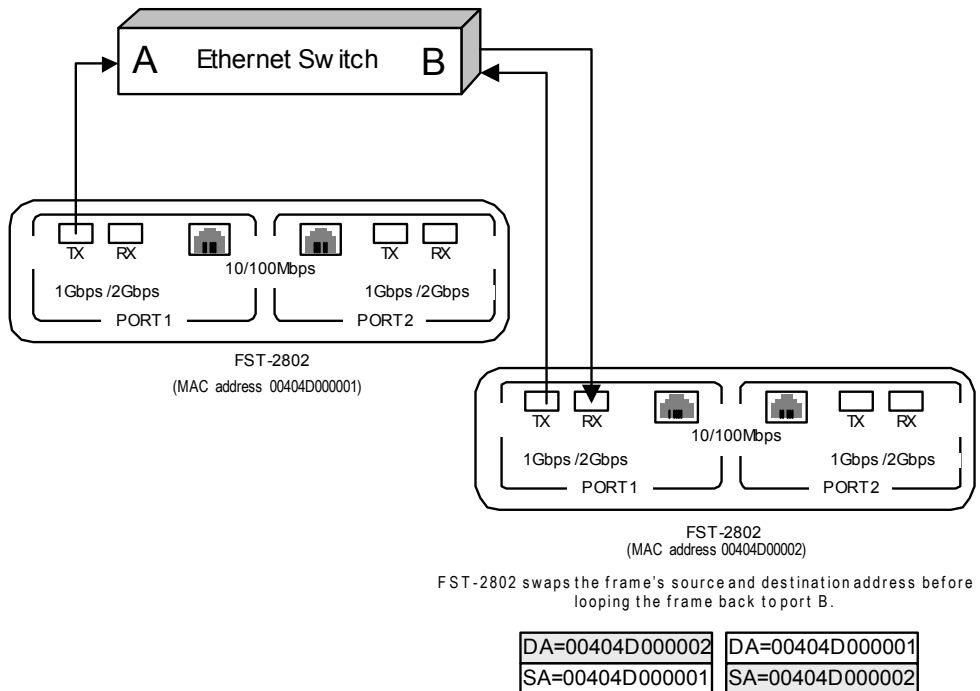 A Ethernet Switch B
TX RX TX RX
10/100Mbps
1Gbps /2Gbps 1Gbps /2Gbps
PORT1 PORT2
FST-2802
(MAC address 00404D000001)
TX RX TX RX
10/100Mbps
1Gbps /2Gbps 1Gbps /2Gbps
PORT1 PORT2
FST-2802
(MAC address 00404D00002)
FST-2802 swaps the frame's source and destination address before
looping the frame back to port B.
DA=00404D000002 DA=00404D000001
SA=00404D000001 SA=00404D000002